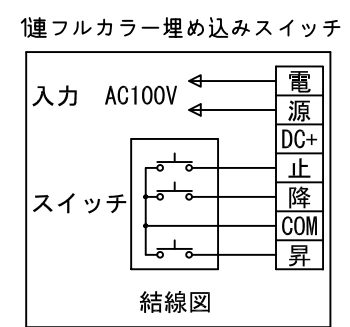 1連フルカラー埋め込みスイッチ
入力 AC100V
電
源
DC+
止
スイッチ
降
COM
昇
結線図